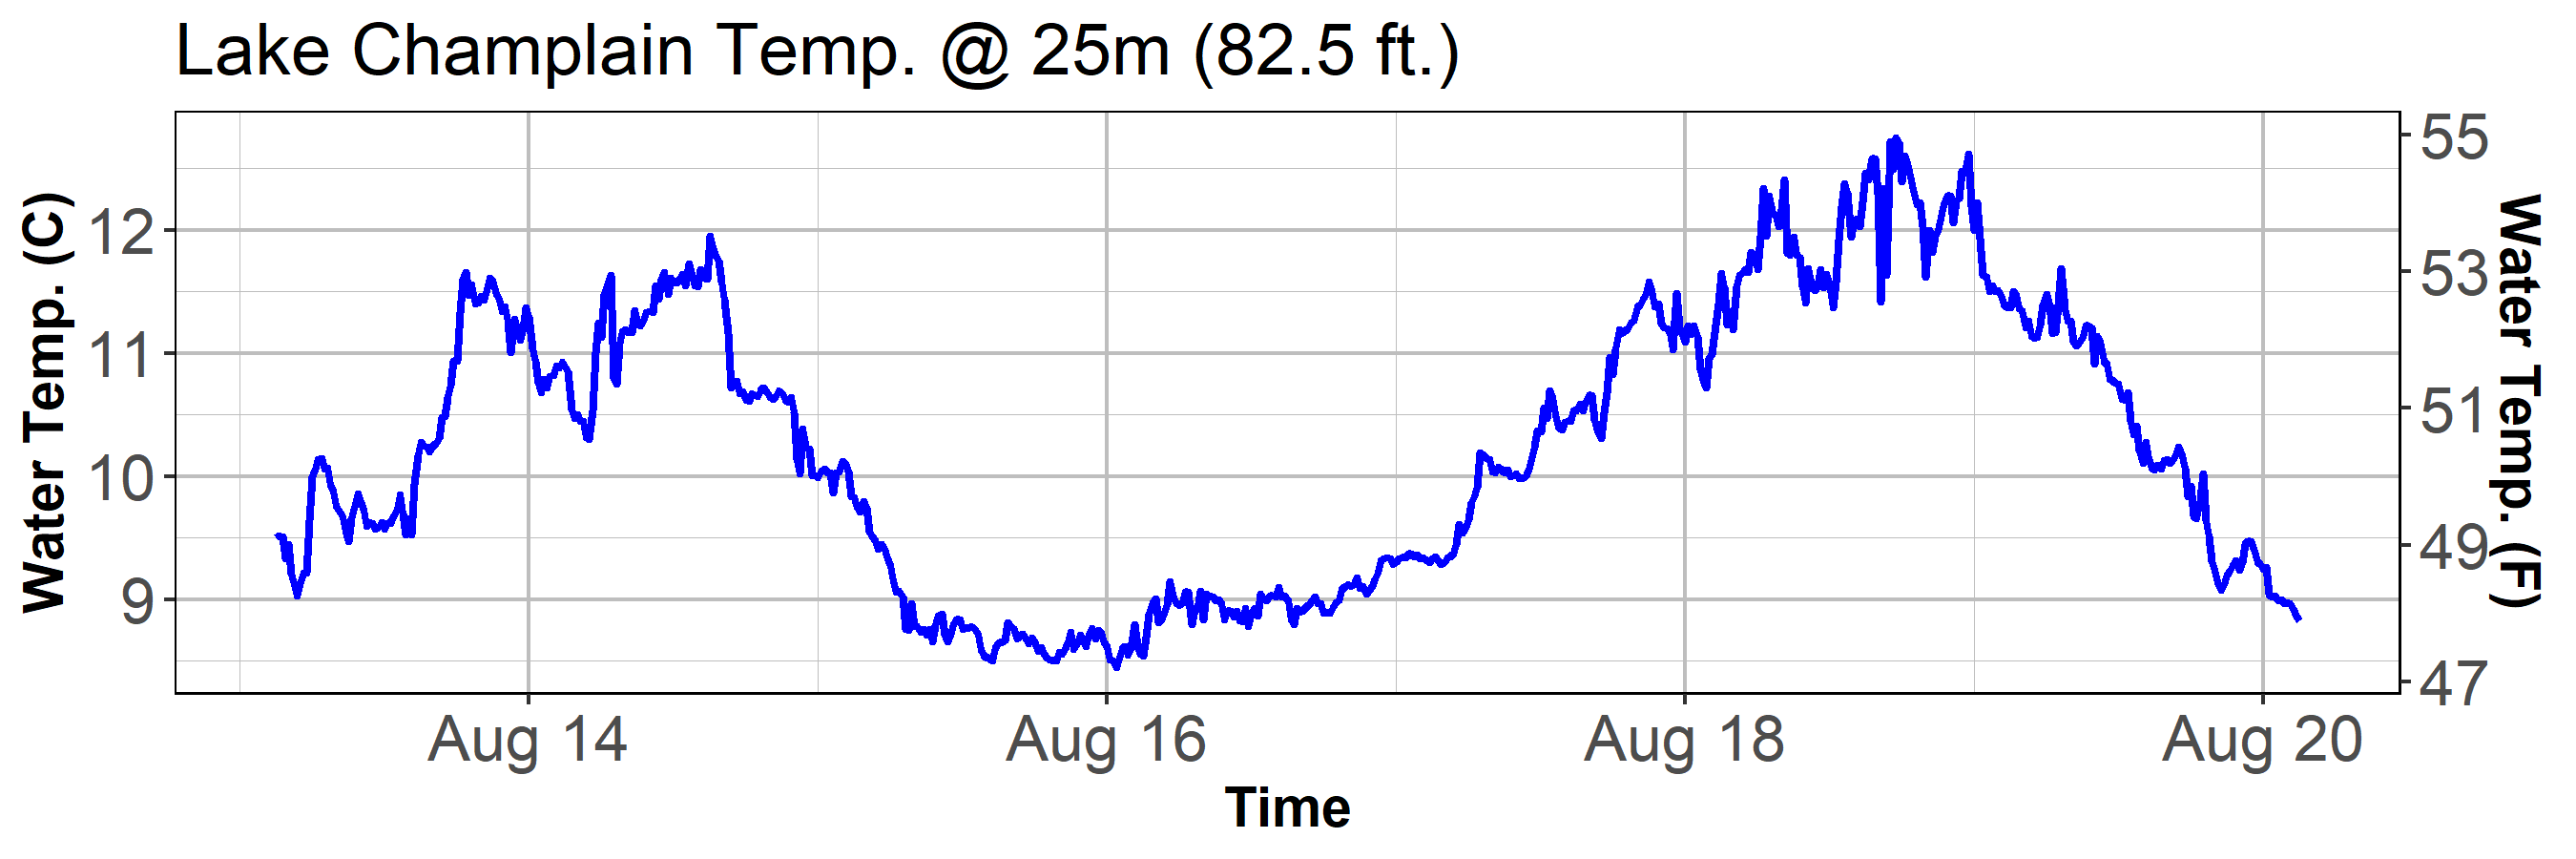 Lake Champlain Temp. @ 25m (82.5 ft.)
Water Temp. (C)
12
11
10
9
55
53
51
49
47
Water Temp. (F)
Aug 14 Aug 16 Aug 18 Aug 20
Time